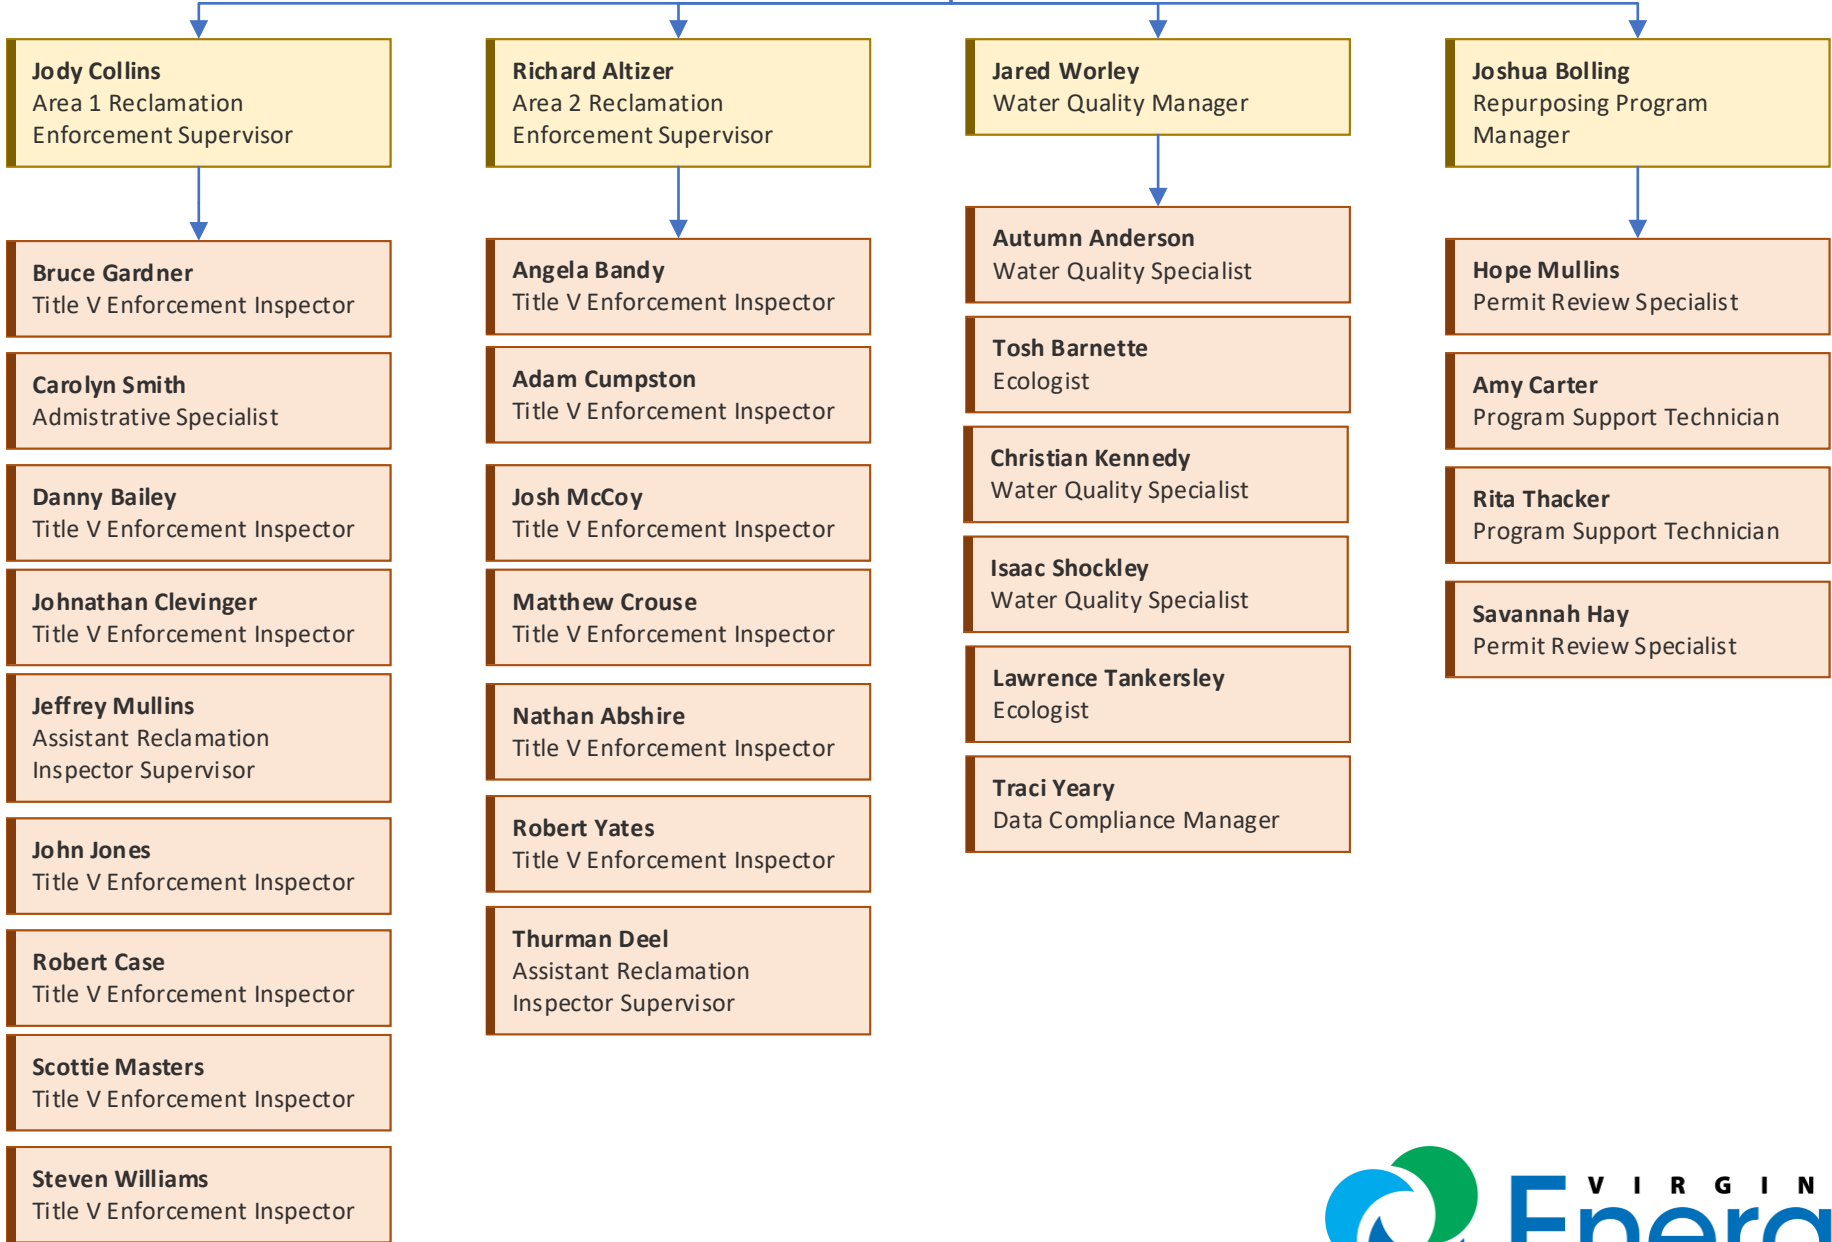 Jody Collins
Area 1 Reclamation
Enforcement Supervisor
Bruce Gardner
Title V Enforcement Inspector
Carolyn Smith
Admistrative Specialist
Danny Bailey
Title V Enforcement Inspector
Johnathan Clevinger
Title V Enforcement Inspector
Jeffrey Mullins
Assistant Reclamation
Inspector Supervisor
John Jones
Title V Enforcement Inspector
Robert Case
Title V Enforcement Inspector
Scottie Masters
Title V Enforcement Inspector
Steven Williams
Title V Enforcement Inspector
Richard Altizer
Area 2 Reclamation
Enforcement Supervisor
Angela Bandy
Title V Enforcement Inspector
Adam Cumpston
Title V Enforcement Inspector
Josh McCoy
Title V Enforcement Inspector
Matthew Crouse
Title V Enforcement Inspector
Nathan Abshire
Title V Enforcement Inspector
Robert Yates
Title V Enforcement Inspector
Thurman Deel
Assistant Reclamation
Inspector Supervisor
Jared Worley
Water Quality Manager
Autumn Anderson
Water Quality Specialist
Tosh Barnette
Ecologist
Christian Kennedy
Water Quality Specialist
Isaac Shockley
Water Quality Specialist
Lawrence Tankersley
Ecologist
Traci Yeary
Data Compliance Manager
Joshua Bolling
Repurposing Program
Manager
Hope Mullins
Permit Review Specialist
Amy Carter
Program Support Technician
Rita Thacker
Program Support Technician
Savannah Hay
Permit Review Specialist
VIRGIN
Energ